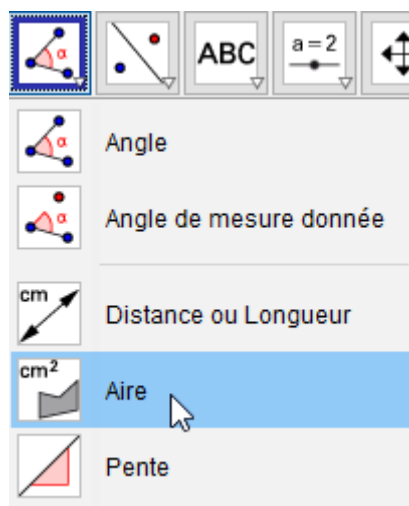 α ABC a = 2
α Angle
α Angle de mesure donnée
cm Distance ou Longueur
cm² Aire
Pente